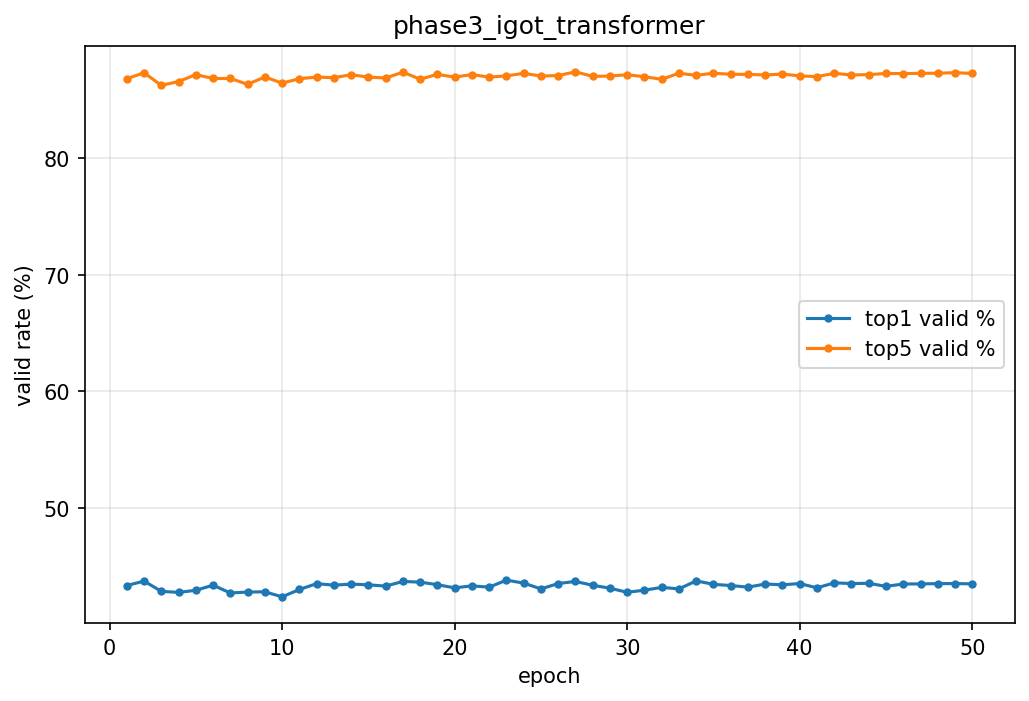 phase3_igot_transformer
valid rate (%)
80
70
60
50
top1 valid %
top5 valid %
0 10 20 30 40 50
epoch